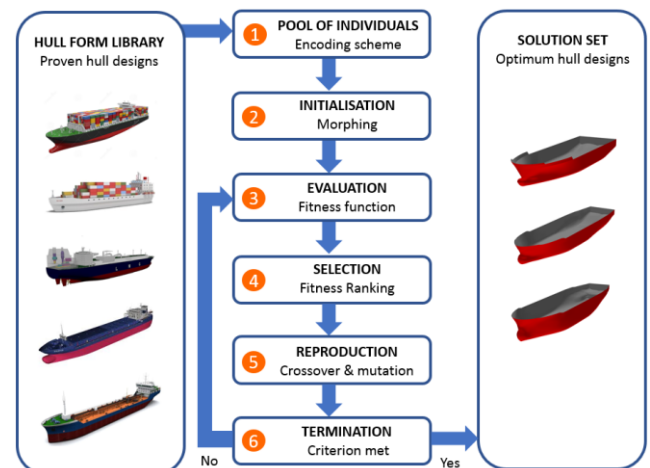 HULL FORM LIBRARY
Proven hull designs
1
POOL OF INDIVIDUALS
Encoding scheme
2
INITIALISATION
Morphing
3
EVALUATION
Fitness function
4
SELECTION
Fitness Ranking
5
REPRODUCTION
Crossover & mutation
6
TERMINATION
Criterion met
No
Yes
SOLUTION SET
Optimum hull designs